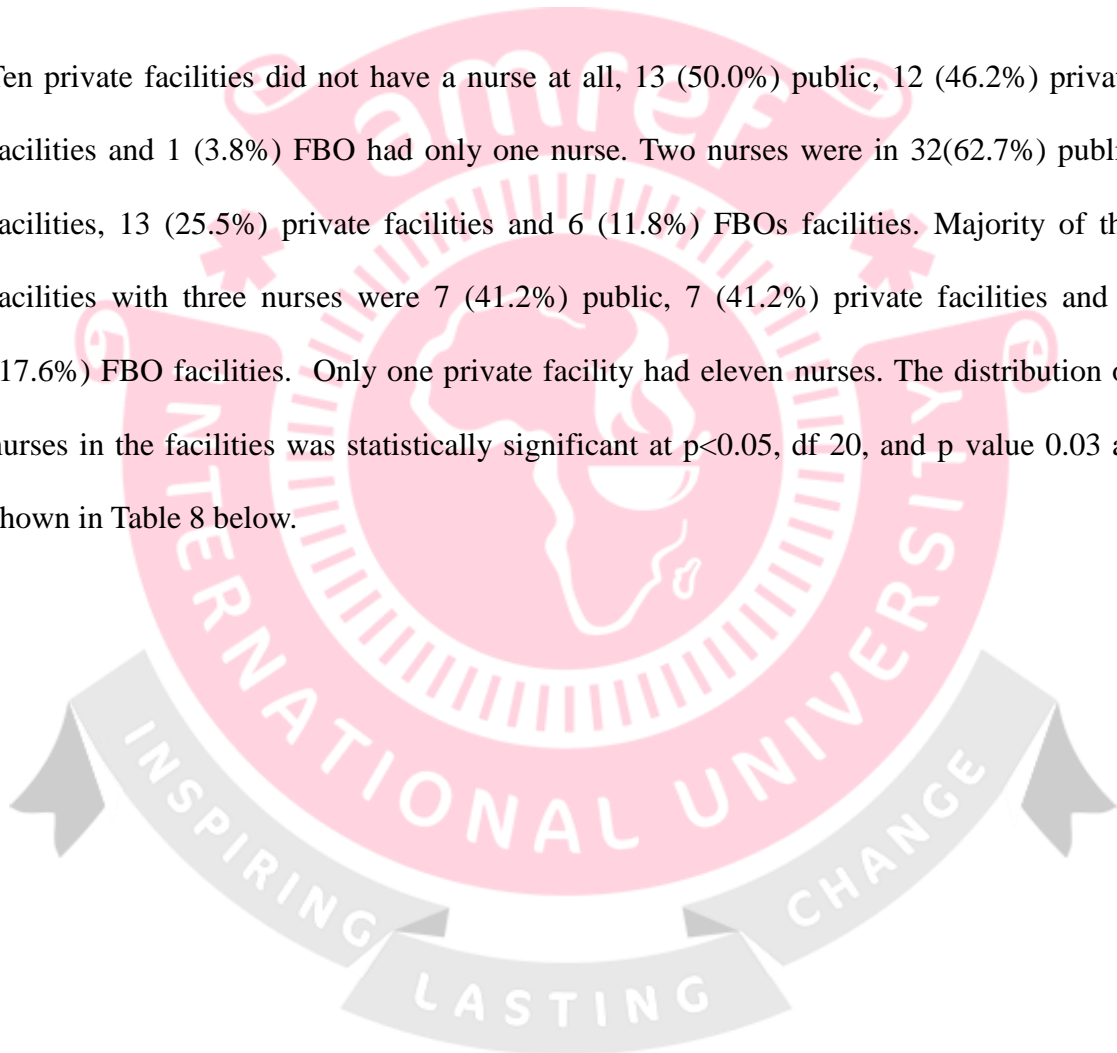 Ten private facilities did not have a nurse at all, 13 (50.0%) public, 12 (46.2%) privat
acilities and 1 (3.8%) FBO had only one nurse. Two nurses were in 32(62.7%) publi
acilities, 13 (25.5%) private facilities and 6 (11.8%) FBOs facilities. Majority of th
acilities with three nurses were 7 (41.2%) public, 7 (41.2%) private facilities and
17.6%) FBO facilities. Only one private facility had eleven nurses. The distribution o
nurses in the facilities was statistically significant at p<0.05, df 20, and p value 0.03 a
hown in Table 8 below.
amref
INTERNATIONAL UNIVERSITY
INSPIRING
LASTING
CHANGE